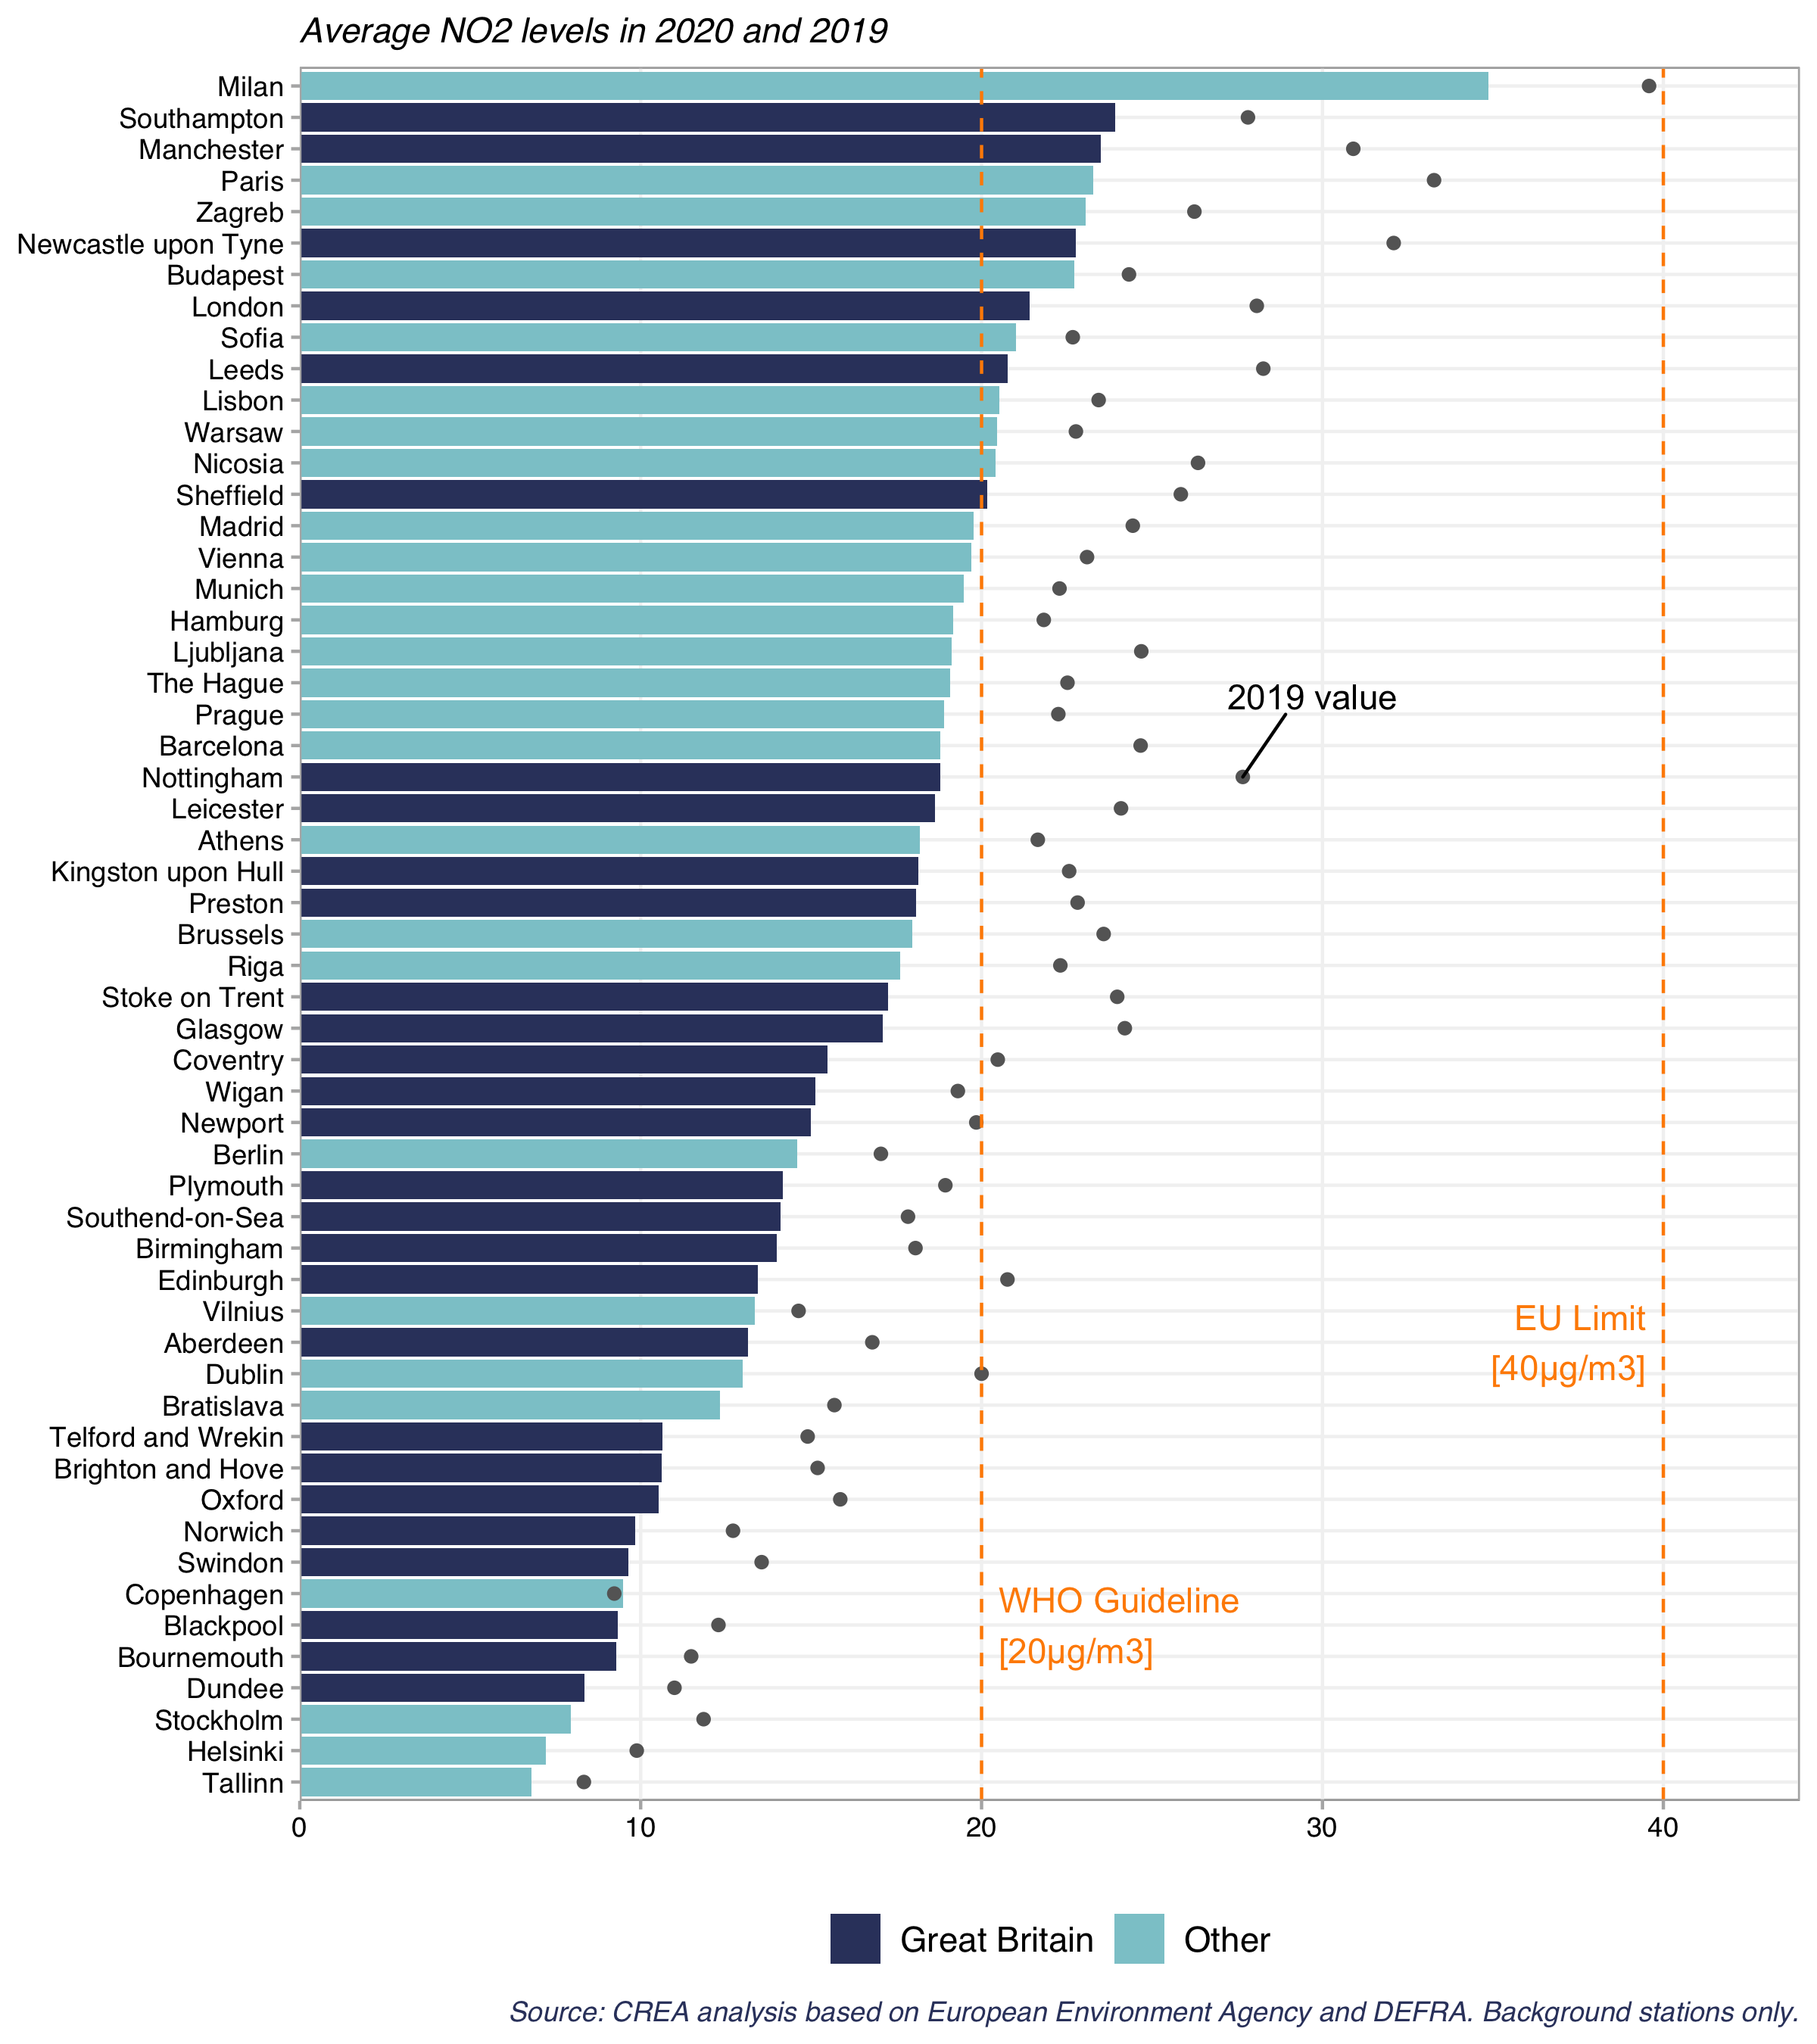 Average NO2 levels in 2020 and 2019
Milan
Southampton
Manchester
Paris
Zagreb
Newcastle upon Tyne
Budapest
London
Sofia
Leeds
Lisbon
Warsaw
Nicosia
Sheffield
Madrid
Vienna
Munich
Hamburg
Ljubljana
The Hague
2019 value
Prague
Barcelona
Nottingham
Leicester
Athens
Kingston upon Hull
Preston
Brussels
Riga
Stoke on Trent
Glasgow
Coventry
Wigan
Newport
Berlin
Plymouth
Southend-on-Sea
Birmingham
Edinburgh
Vilnius
EU Limit
Aberdeen
Dublin
[40µg/m3]
Bratislava
Telford and Wrekin
Brighton and Hove
Oxford
Norwich
Swindon
Copenhagen
WHO Guideline
Blackpool
Bournemouth
[20µg/m3]
Dundee
Stockholm
Helsinki
Tallinn
0 10 20 30 40
Great Britain Other
Source: CREA analysis based on European Environment Agency and DEFRA. Background stations only.